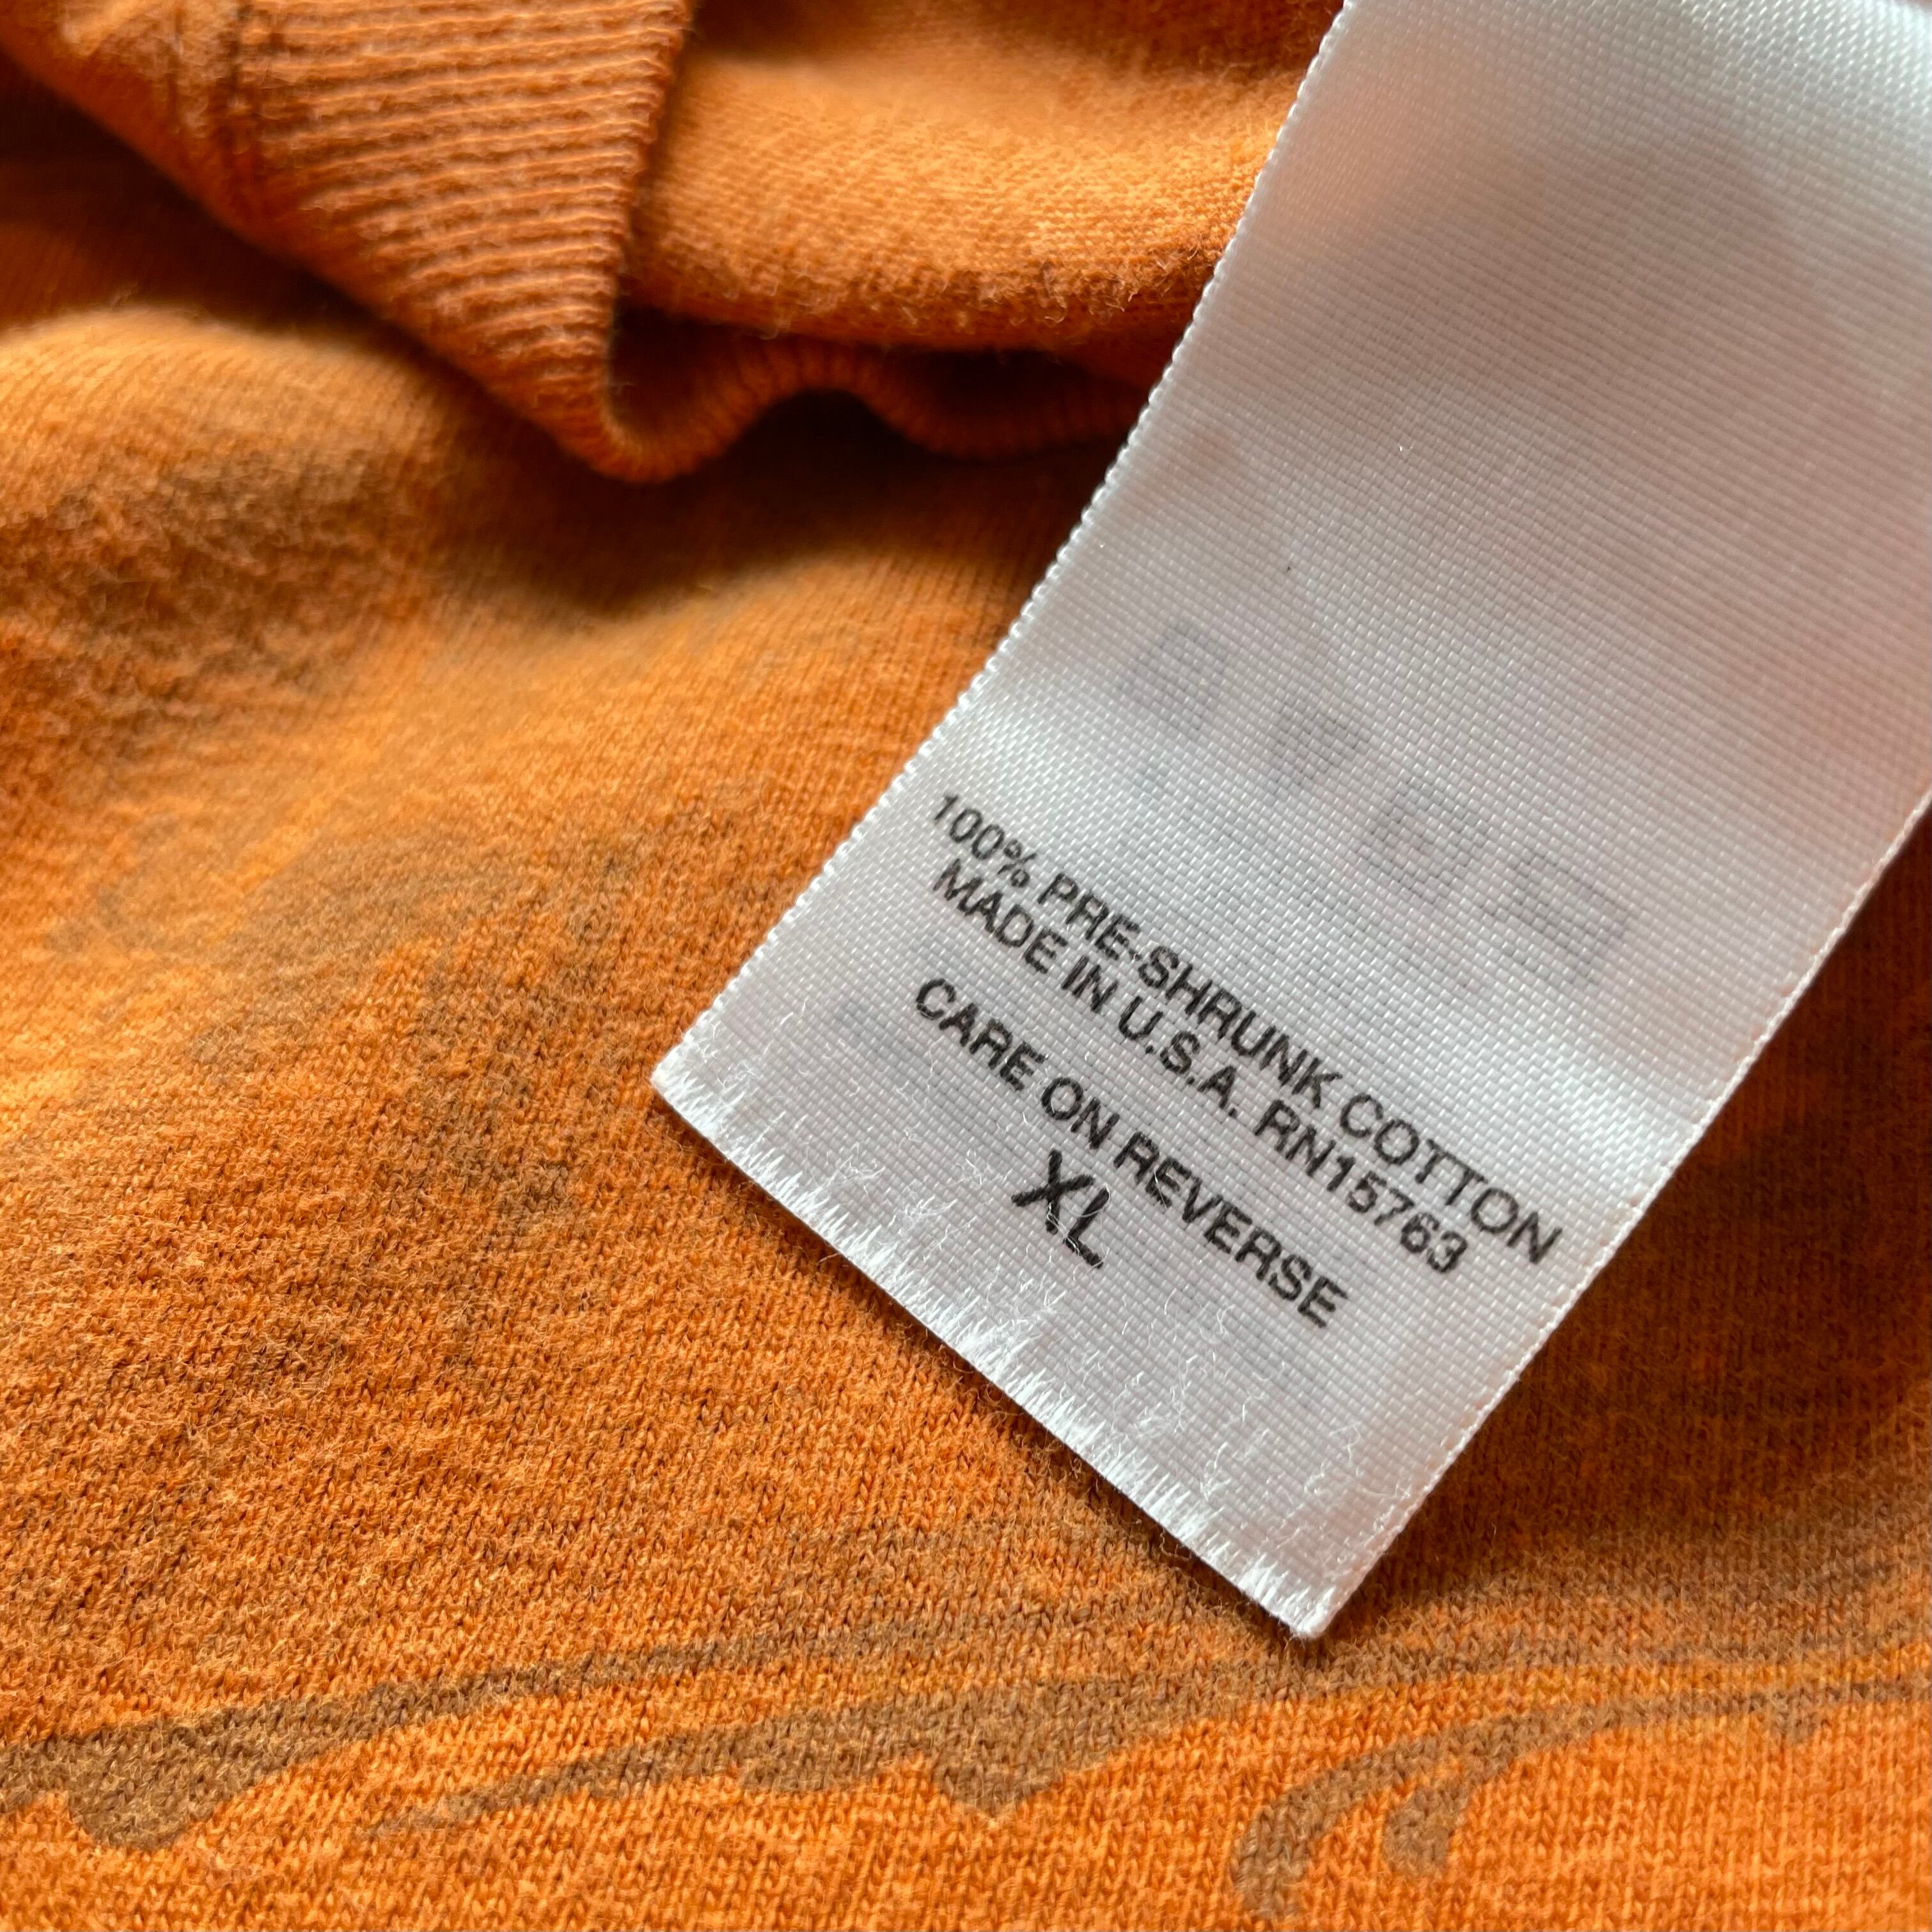 100% PRE-SHRUNK COTTON
MADE IN U.S.A. RN15763
CARE ON REVERSE
XL